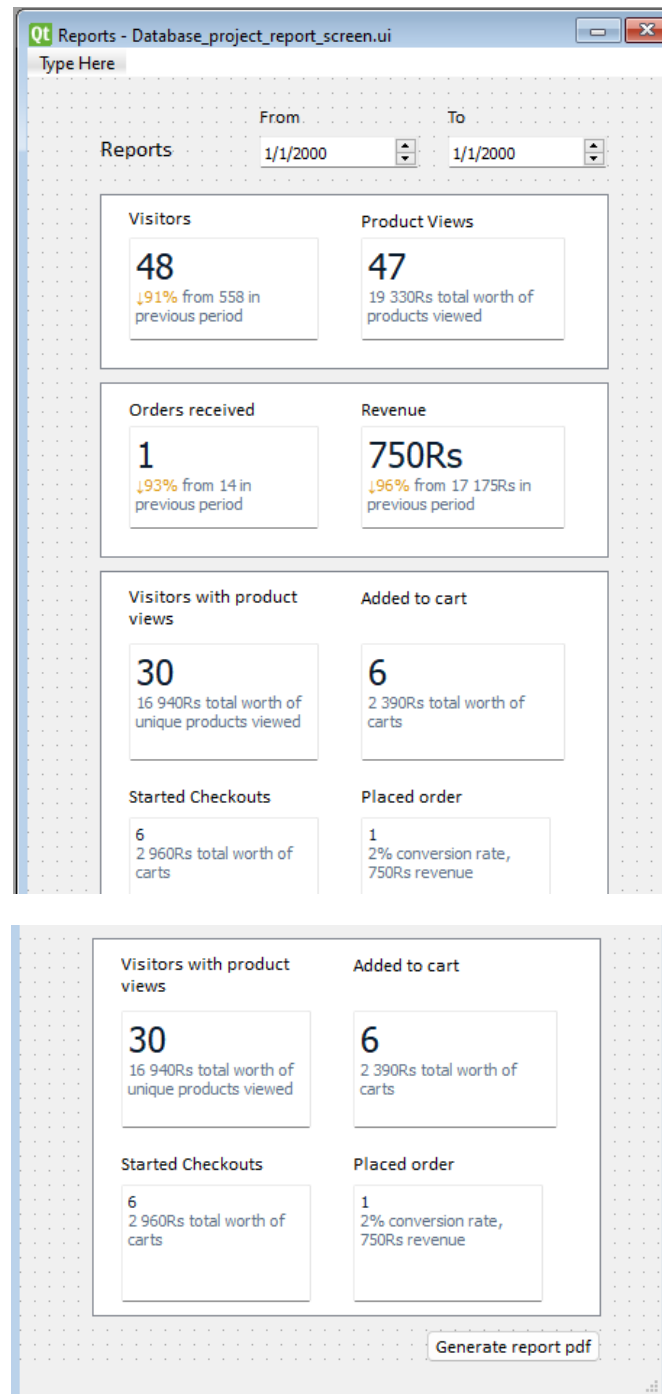 Qt Reports - Database_project_report_screen.ui
Type Here
From To
Reports 1/1/2000 1/1/2000
Visitors Product Views
48 47
↓91% from 558 in 19 330Rs total worth of
previous period products viewed
Orders received Revenue
1 750Rs
↓93% from 14 in ↓96% from 17 175Rs in
previous period previous period
Visitors with product Added to cart
views
30 6
16 940Rs total worth of 2 390Rs total worth of
unique products viewed carts
Started Checkouts Placed order
6 1
2 960Rs total worth of 2% conversion rate,
carts 750Rs revenue
Visitors with product Added to cart
views
30 6
16 940Rs total worth of 2 390Rs total worth of
unique products viewed carts
Started Checkouts Placed order
6 1
2 960Rs total worth of 2% conversion rate,
carts 750Rs revenue
Generate report pdf